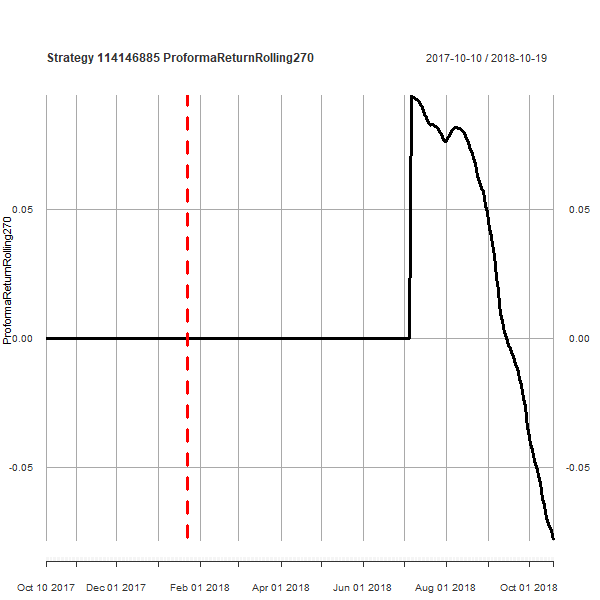 Strategy 114146885 ProformaReturnRolling270
2017-10-10 / 2018-10-19
ProformaReturnRolling270
0.05
0.05
0.00
0.00
-0.05
-0.05
Oct 10 2017
Dec 01 2017
Feb 01 2018
Apr 01 2018
Jun 01 2018
Aug 01 2018
Oct 01 2018